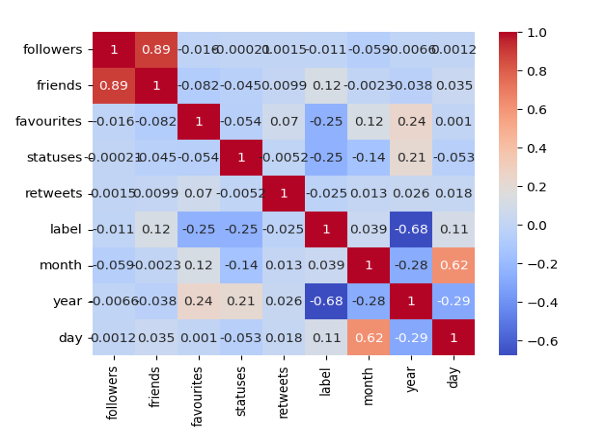 followers 1 0.89 -0.016 -0.00021 0.0015 -0.011 -0.059 -0.0066 0.0012
friends 0.89 1 -0.082 -0.045 0.0099 0.12 -0.0023 -0.038 0.035
favourites -0.016 -0.082 1 -0.054 0.07 -0.25 0.12 0.24 0.001
statuses -0.00021 -0.045 -0.054 1 -0.0052 -0.25 -0.14 0.21 -0.053
retweets -0.0015 0.0099 0.07 -0.0052 1 -0.025 0.013 0.026 0.018
label -0.011 0.12 -0.25 -0.25 -0.025 1 0.039 -0.68 0.11
month -0.059 -0.0023 0.12 -0.14 0.013 0.039 1 -0.28 0.62
year -0.0066 -0.038 0.24 0.21 0.026 -0.68 -0.28 1 -0.29
day -0.0012 0.035 0.001 -0.053 0.018 0.11 0.62 -0.29 1
followers friends favourites statuses retweets label month year day
1.0
0.8
0.6
0.4
0.2
0.0
−0.2
−0.4
−0.6